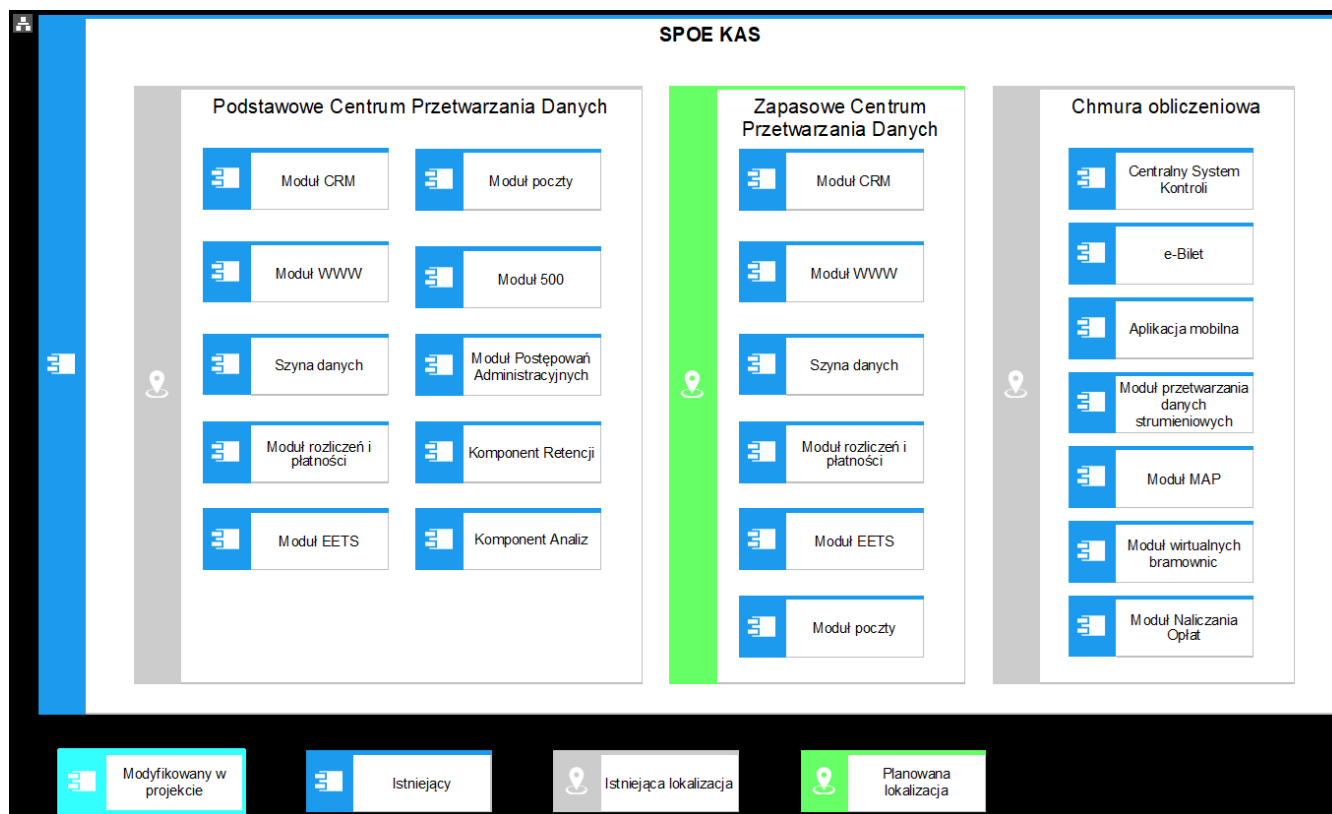 SPOE KAS
Podstawowe Centrum Przetwarzania Danych
Moduł CRM
Moduł poczty
Moduł WWW
Moduł 500
Szyna danych
Moduł Postępowań
Administracyjnych
Moduł rozliczeń i
płatności
Komponent Retencji
Moduł EETS
Komponent Analiz
Zapasowe Centrum
Przetwarzania Danych
Moduł CRM
Moduł WWW
Szyna danych
Moduł rozliczeń i
płatności
Moduł EETS
Moduł poczty
Chmura obliczeniowa
Centralny System
Kontroli
e-Bilet
Aplikacja mobilna
Moduł przetwarzania
danych
strumieniowych
Moduł MAP
Moduł wirtualnych
bramownic
Moduł Naliczania
Opłat
Modyfikowany w
projekcie
Istniejący
Istniejąca lokalizacja
Planowana
lokalizacja